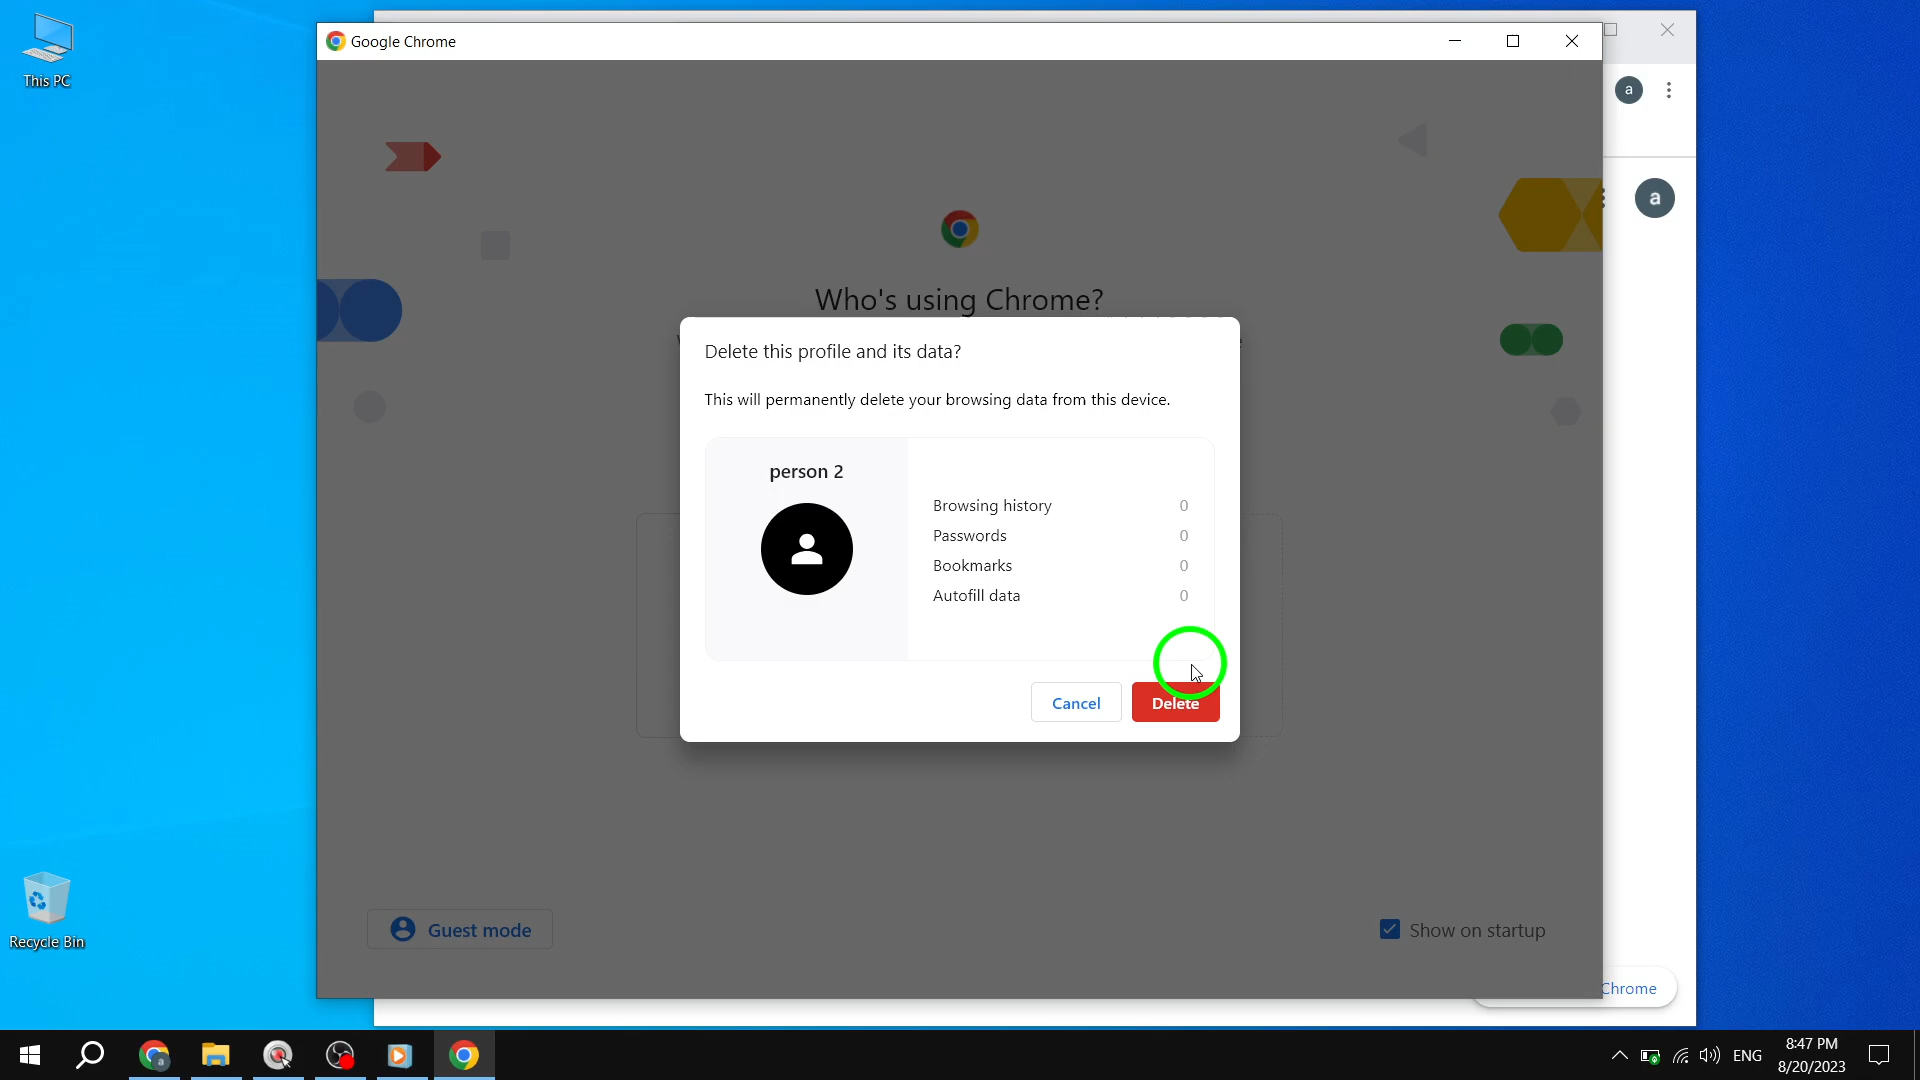 This PC
Google Chrome
a
a
Who's using Chrome?
Delete this profile and its data?
This will permanently delete your browsing data from this device.
person 2
Browsing history 0
Passwords 0
Bookmarks 0
Autofill data 0
Cancel
Delete
Guest mode
Show on startup
Recycle Bin
Chrome
a
ENG
8:47 PM
8/20/2023